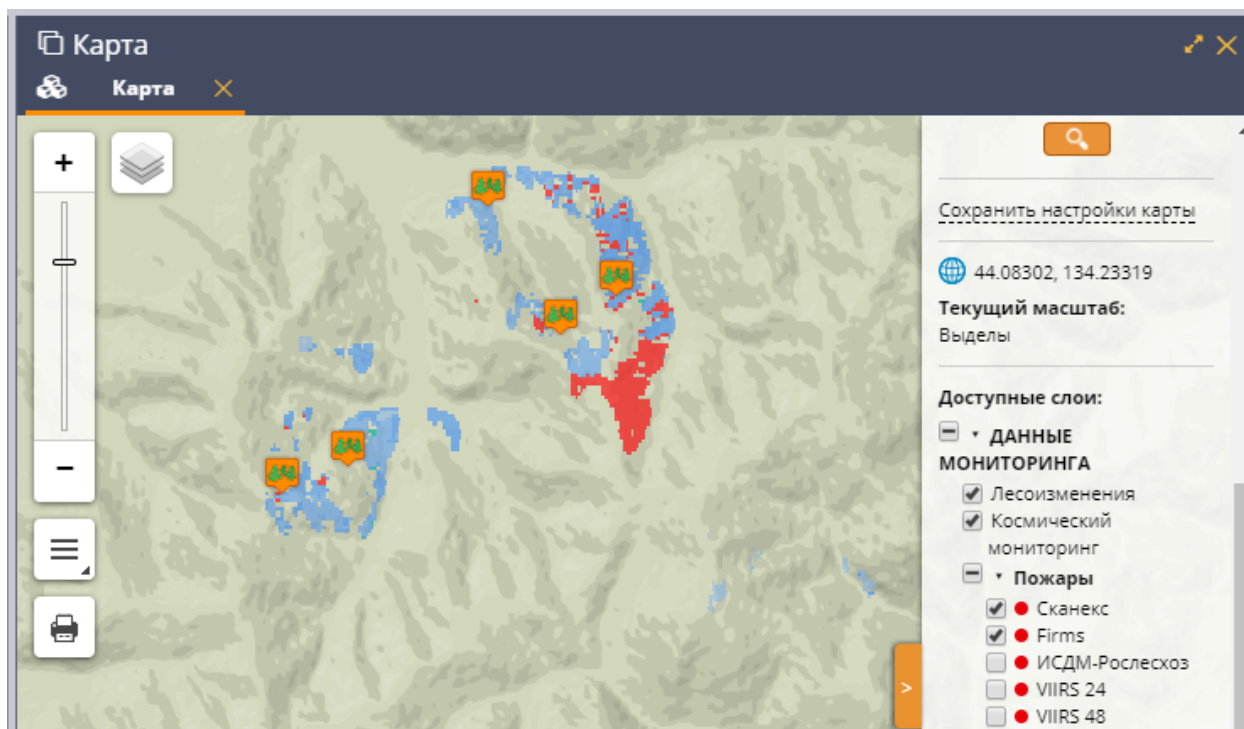 Карта
Карта
+
−
Сохранить настройки карты
44.08302, 134.23319
Текущий масштаб:
Выделы
Доступные слои:
ДАННЫЕ
МОНИТОРИНГА
Лесоизменения
Космический
мониторинг
Пожары
Сканекс
Firms
ИСДМ-Рослесхоз
VIIRS 24
VIIRS 48
>